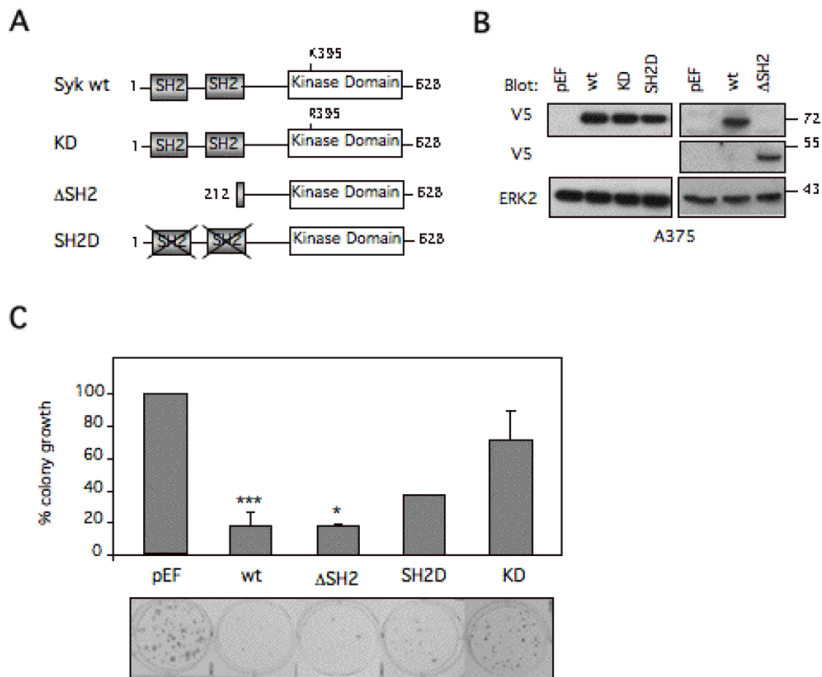 A
K395
Syk wt 1 SH2 SH2 Kinase Domain 628
R395
KD 1 SH2 SH2 Kinase Domain 628
ΔSH2 212 Kinase Domain 628
SH2D 1 SH2 SH2 Kinase Domain 628
B
Blot: pEF wt KD SH2D pEF wt ΔSH2
V5 72
V5 55
ERK2 43
A375
C
% colony growth
100
80
60
40
20
0
*** *
pEF wt ΔSH2 SH2D KD